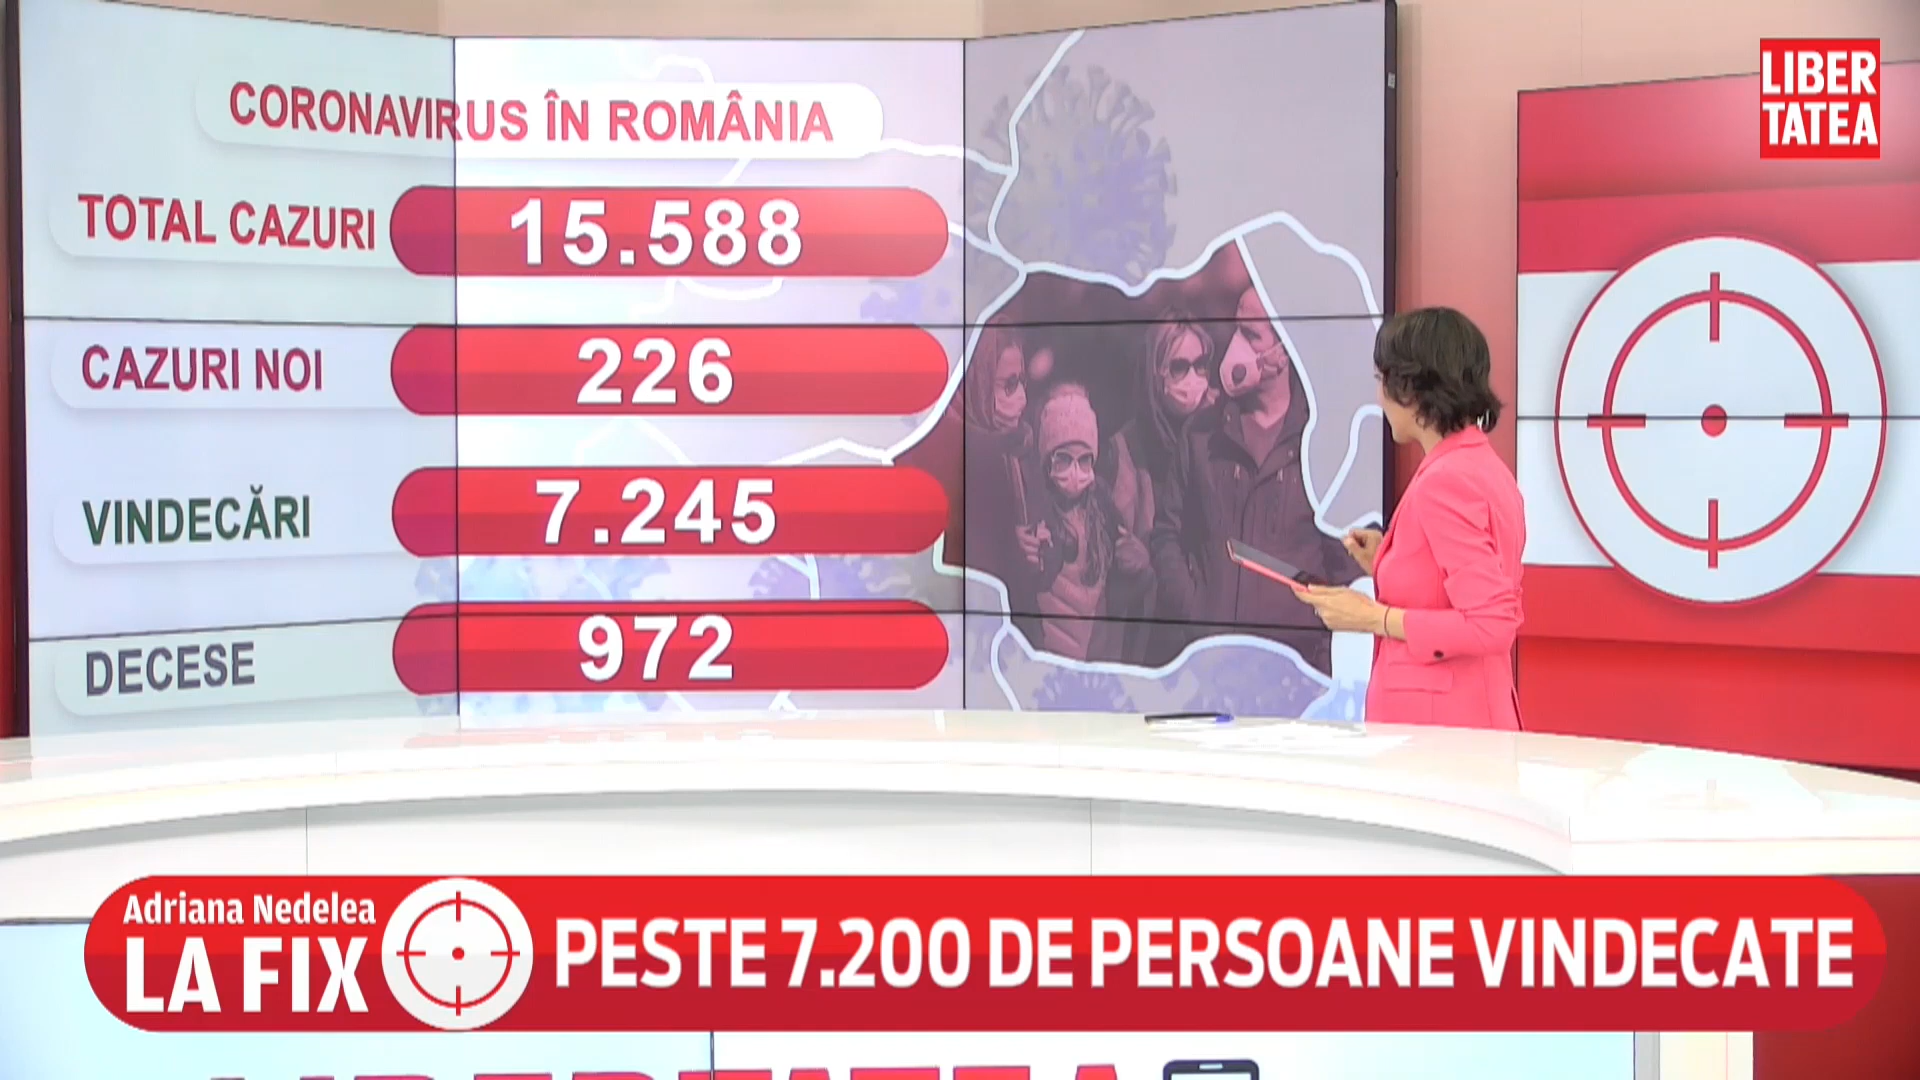 CORONAVIRUS ÎN ROMÂNIA
TOTAL CAZURI 15.588
CAZURI NOI 226
VINDECĂRI 7.245
DECESE 972
LIBER
TATEA
Adriana Nedelea
LA FIX
PESTE 7.200 DE PERSOANE VINDECATE